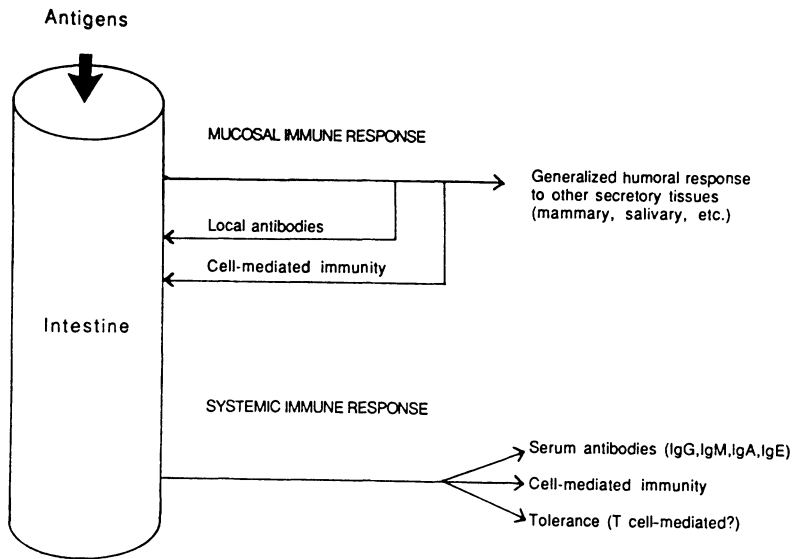 Antigens
MUCOSAL IMMUNE RESPONSE
Generalized humoral response
to other secretory tissues
(mammary, salivary, etc.)
Local antibodies
Cell-mediated immunity
Intestine
SYSTEMIC IMMUNE RESPONSE
Serum antibodies (IgG,IgM,IgA,IgE)
Cell-mediated immunity
Tolerance (T cell-mediated?)